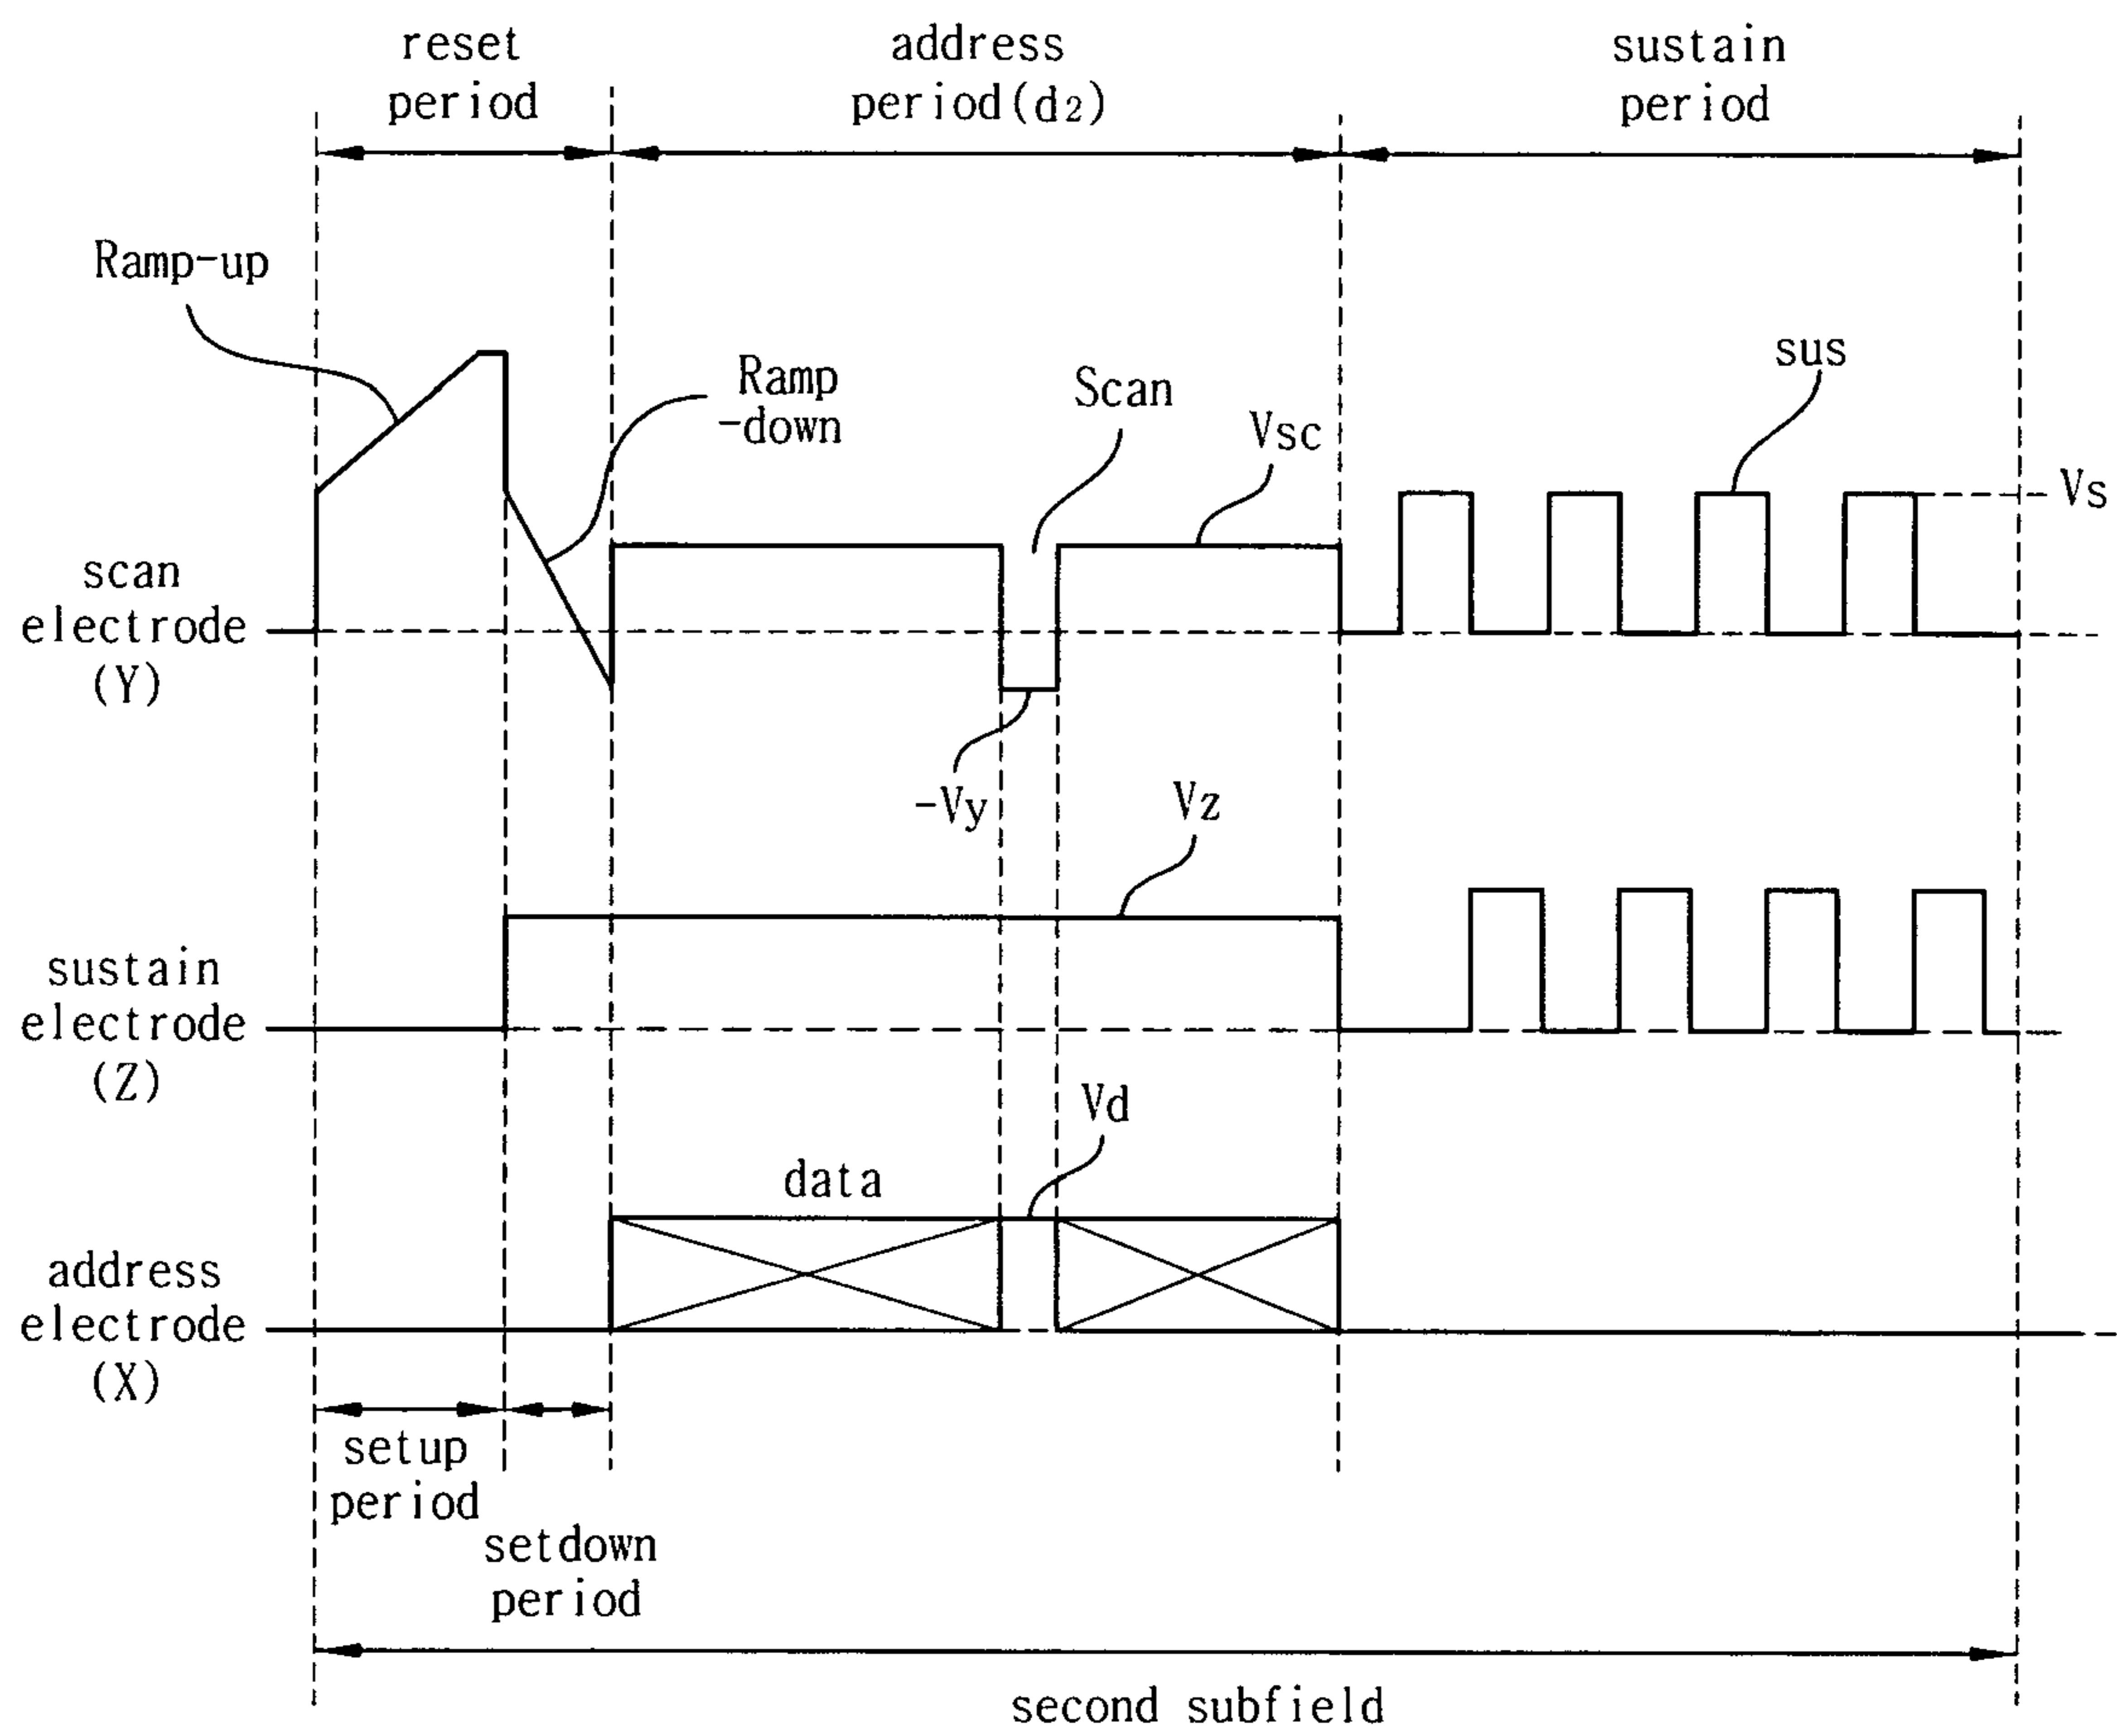 reset
period
address
period(d2)
sustain
period
Ramp-up
Ramp
-down
Scan
Vsc
sus
Vs
scan
electrode
(Y)
-Vy
Vz
sustain
electrode
(Z)
Vd
data
address
electrode
(X)
setup
period
setdown
period
second subfield